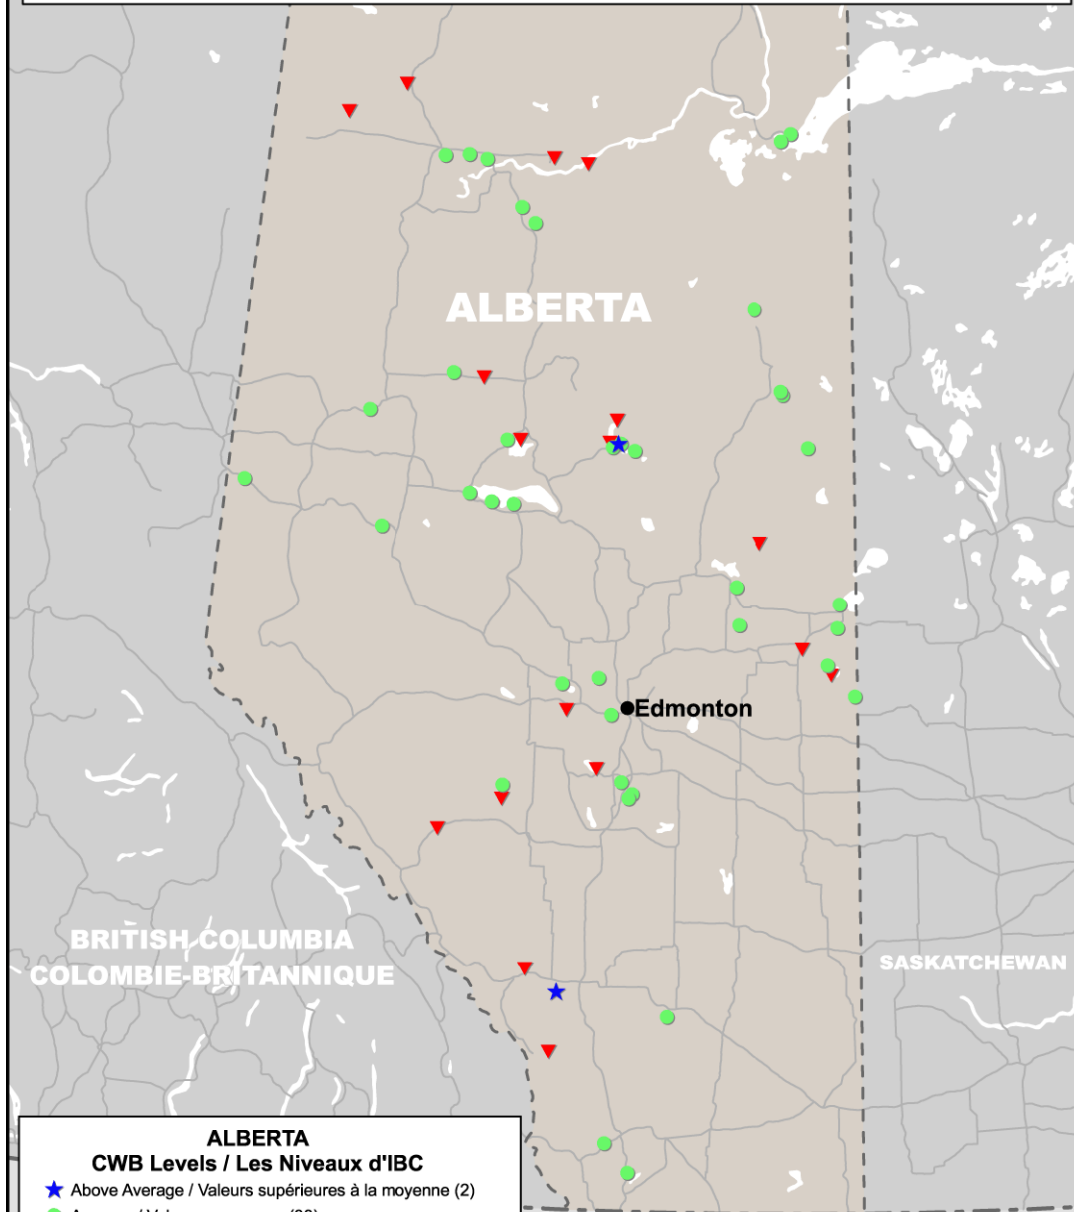 ALBERTA
Edmonton
BRITISH COLUMBIA
COLOMBIE-BRITANNIQUE
SASKATCHEWAN
ALBERTA
CWB Levels / Les Niveaux d'IBC
Above Average / Valeurs supérieures à la moyenne (2)